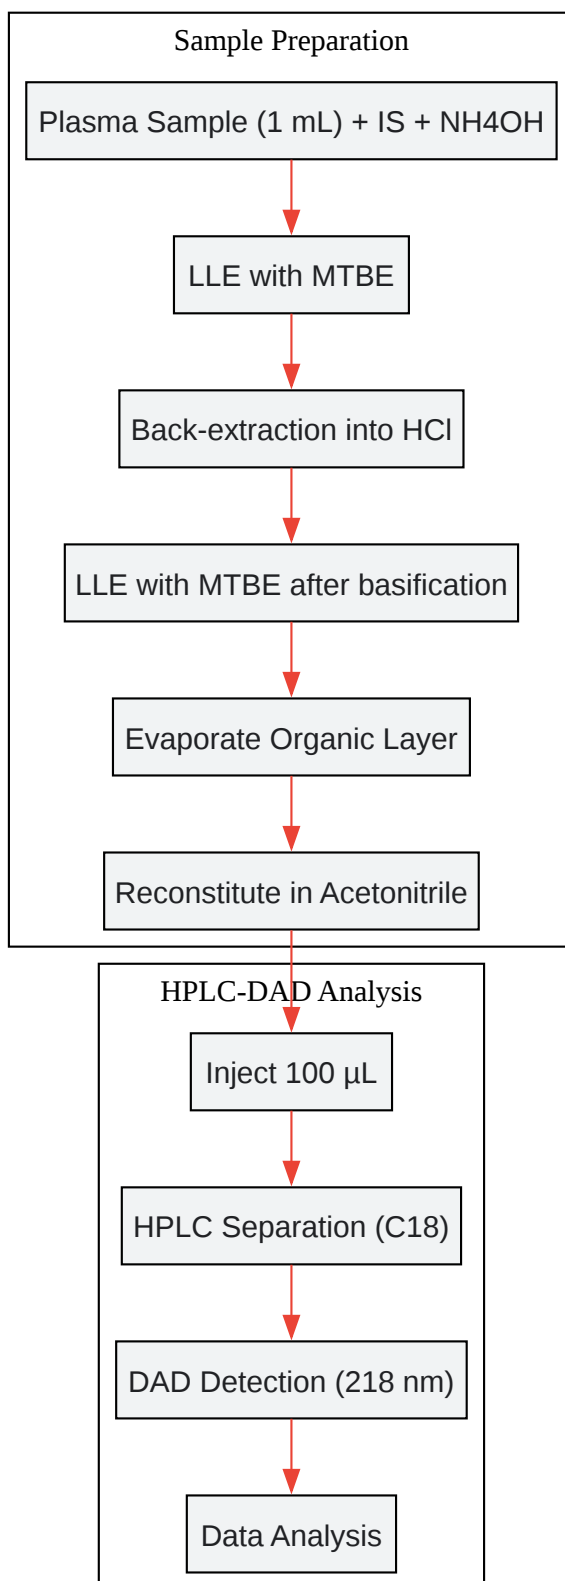 Sample Preparation
Plasma Sample (1 mL) + IS + NH4OH
LLE with MTBE
Back-extraction into HCl
LLE with MTBE after basification
Evaporate Organic Layer
Reconstitute in Acetonitrile
HPLC-DAD Analysis
Inject 100 µL
HPLC Separation (C18)
DAD Detection (218 nm)
Data Analysis